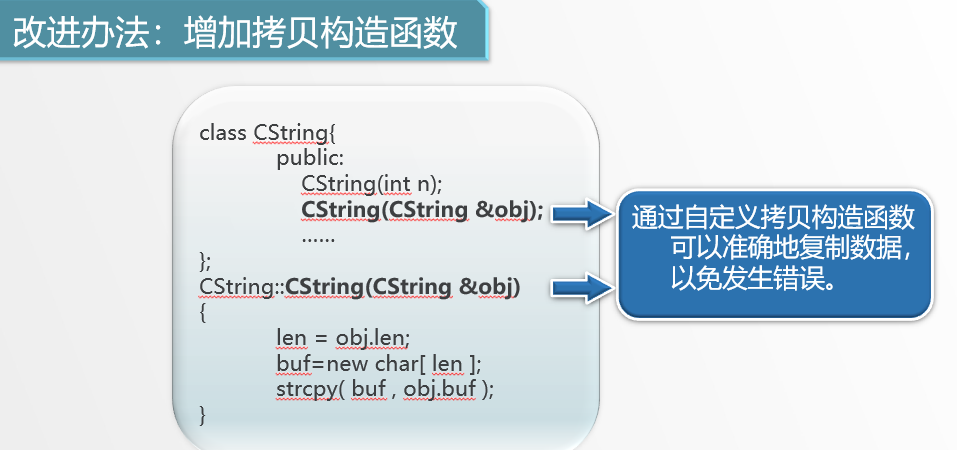 改进办法：增加拷贝构造函数
class CString{
public:
CString(int n);
CString(CString &obj);
……
};
CString::CString(CString &obj)
{
len = obj.len;
buf=new char[ len ];
strcpy( buf , obj.buf );
}
通过自定义拷贝构造函数
可以准确地复制数据，
以免发生错误。